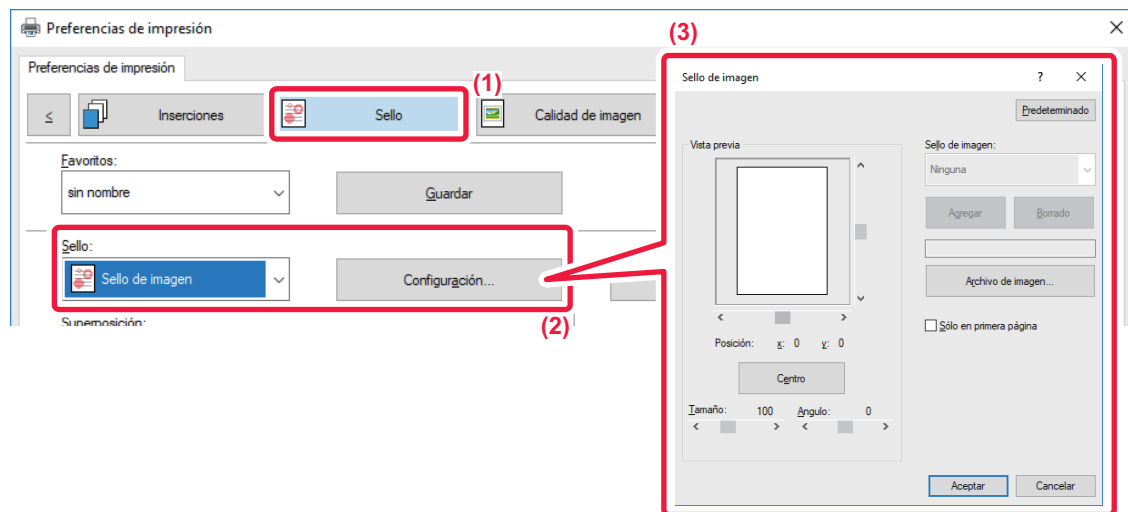 Preferencias de impresión
(3)
Preferencias de impresión
(1)
Inserciones
Sello
Calidad de imagen
Favoritos:
sin nombre
Guardar
Sello:
Sello de imagen
Configuración...
(2)
Superposición:
Sello de imagen
?
Predeterminado
Vista previa
Sello de imagen:
Ninguna
Agregar
Borrado
Archivo de imagen...
Sólo en primera página
Posición: x: 0 y: 0
Centro
Tamaño: 100 Angulo: 0
Aceptar
Cancelar